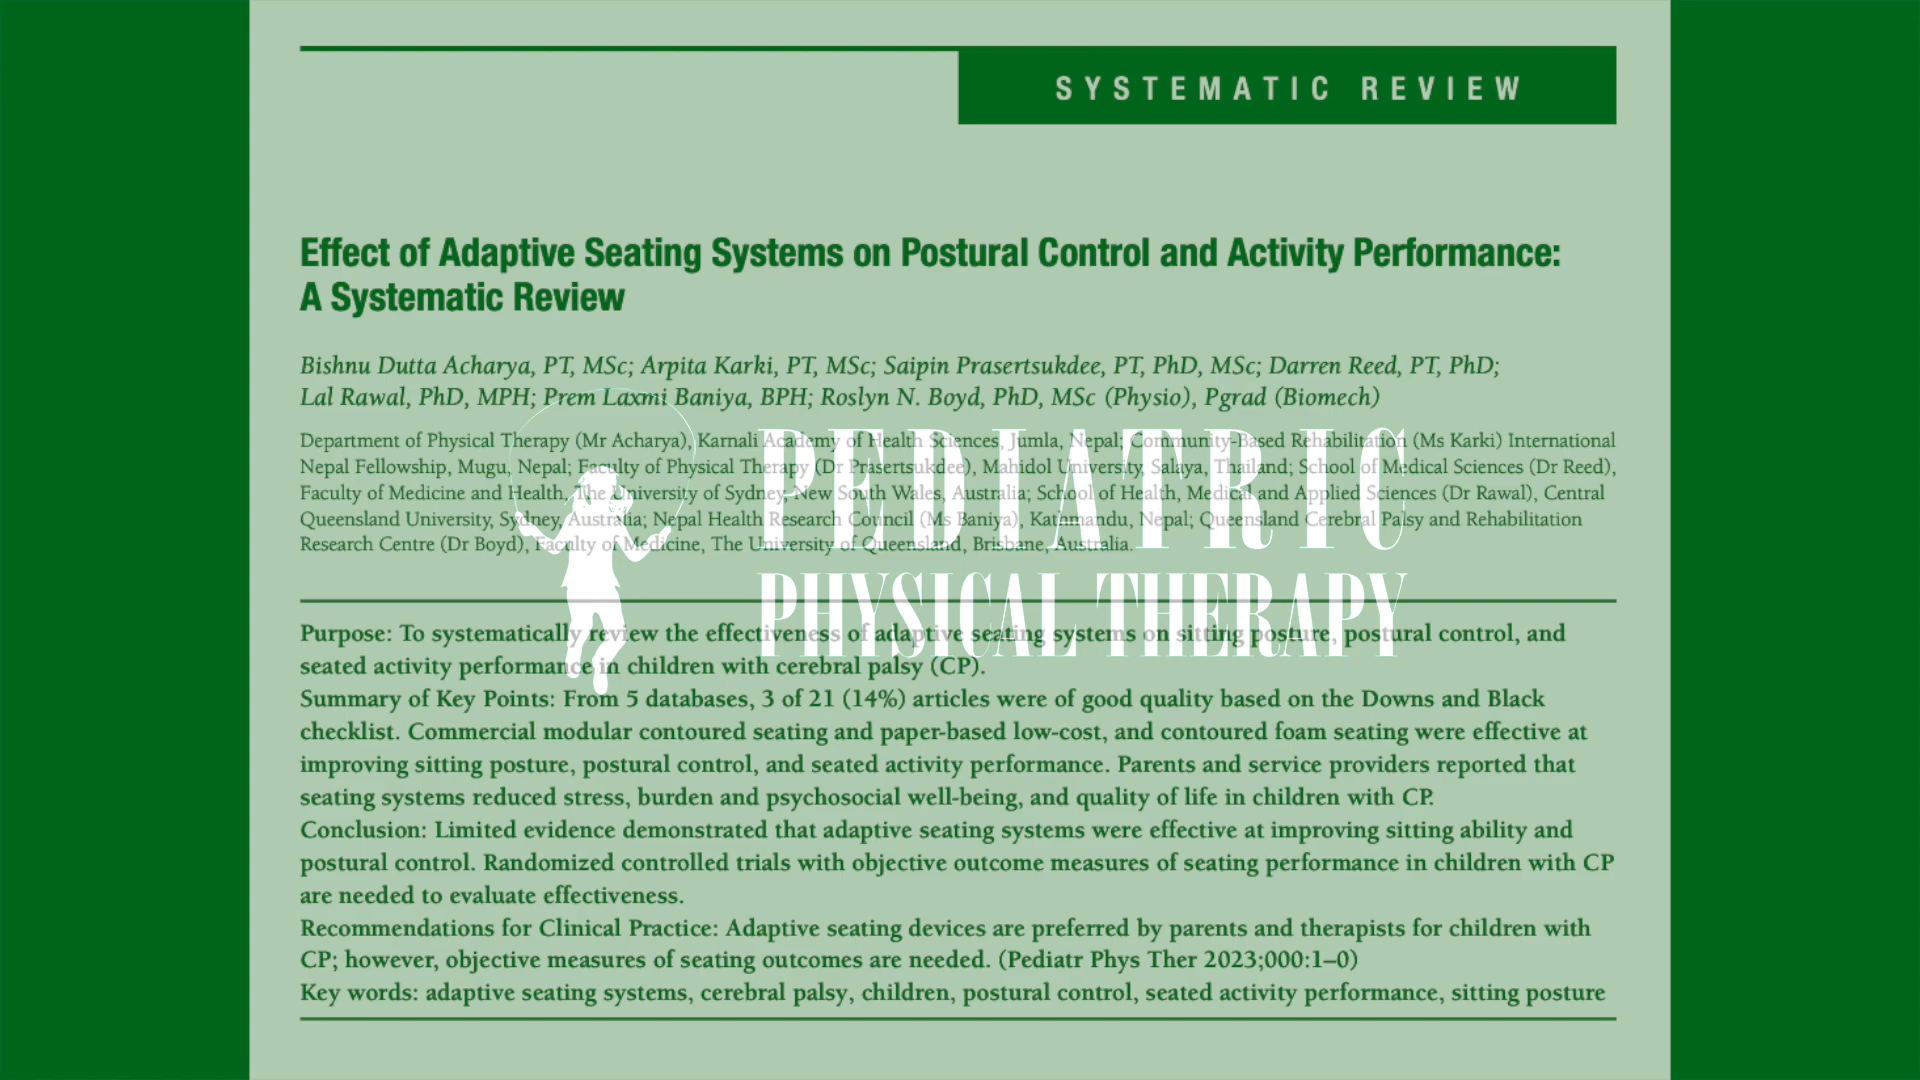 SYSTEMATIC REVIEW
Effect of Adaptive Seating Systems on Postural Control and Activity Performance:
A Systematic Review
Bishnu Dutta Acharya, PT, MSc; Arpita Karki, PT, MSc; Saipin Prasertsukdee, PT, PhD, MSc; Darren Reed, PT, PhD;
Lal Rawal, PhD, MPH; Prem Laxmi Baniya, BPH; Roslyn N. Boyd, PhD, MSc (Physio), Pgrad (Biomech)
Department of Physical Therapy (Mr Acharya), Karnali Academy of Health Sciences, Jumla, Nepal; Community-Based Rehabilitation (Ms Karki) International
Nepal Fellowship, Mugu, Nepal; Faculty of Physical Therapy (Dr Prasertsukdee), Mahidol University, Salaya, Thailand; School of Medical Sciences (Dr Reed),
Faculty of Medicine and Health, The University of Sydney, New South Wales, Australia; School of Health, Medical and Applied Sciences (Dr Rawal), Central
Queensland University, Sydney, Australia; Nepal Health Research Council (Ms Baniya), Kathmandu, Nepal; Queensland Cerebral Palsy and Rehabilitation
Research Centre (Dr Boyd), Faculty of Medicine, The University of Queensland, Brisbane, Australia.
PEDIATRIC
PHYSICAL THERAPY
Purpose: To systematically review the effectiveness of adaptive seating systems on sitting posture, postural control, and
seated activity performance in children with cerebral palsy (CP).
Summary of Key Points: From 5 databases, 3 of 21 (14%) articles were of good quality based on the Downs and Black
checklist. Commercial modular contoured seating and paper-based low-cost, and contoured foam seating were effective at
improving sitting posture, postural control, and seated activity performance. Parents and service providers reported that
seating systems reduced stress, burden and psychosocial well-being, and quality of life in children with CP.
Conclusion: Limited evidence demonstrated that adaptive seating systems were effective at improving sitting ability and
postural control. Randomized controlled trials with objective outcome measures of seating performance in children with CP
are needed to evaluate effectiveness.
Recommendations for Clinical Practice: Adaptive seating devices are preferred by parents and therapists for children with
CP; however, objective measures of seating outcomes are needed. (Pediatr Phys Ther 2023;000:1–0)
Key words: adaptive seating systems, cerebral palsy, children, postural control, seated activity performance, sitting posture